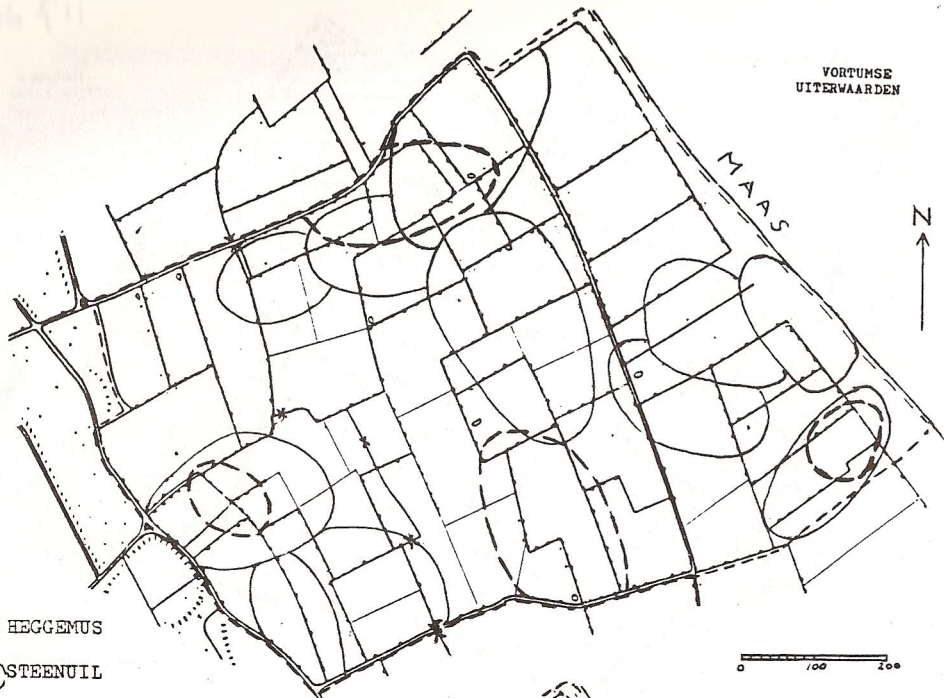 VORTUMSE
UITERWAARDEN
MAAS
N
HEGGEMUS
STEENUIL
0 100 200